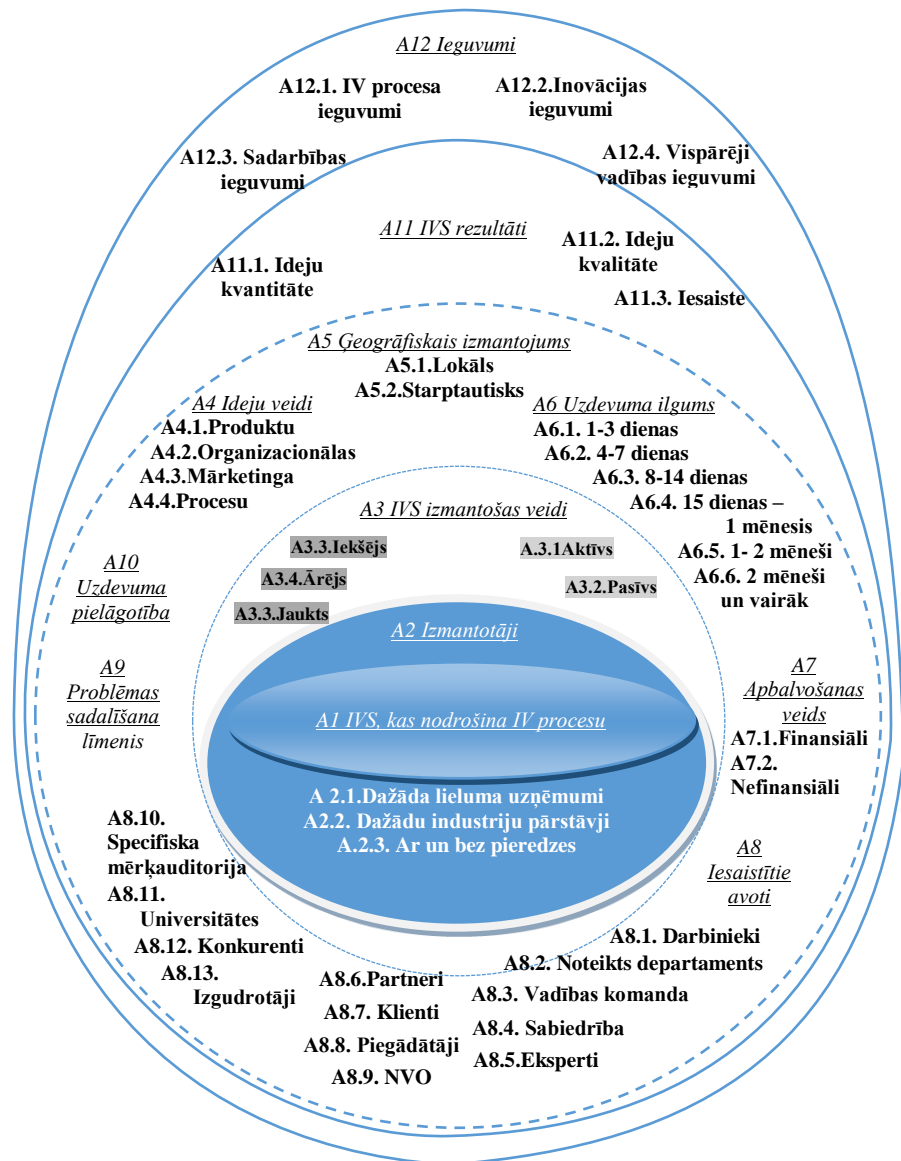 A12 Ieguvumi
A12.1. IV procesa
ieguvumi
A12.2.Inovācijas
ieguvumi
A12.3. Sadarbības
ieguvumi
A12.4. Vispārēji
vadības ieguvumi
A11 IVS rezultāti
A11.1. Ideju
kvantitāte
A11.2. Ideju
kvalitāte
A11.3. Iesaiste
A5 Ģeogrāfiskais izmantojums
A5.1.Lokāls
A5.2.Starptautisks
A4 Ideju veidi
A4.1.Produktu
A4.2.Organizacionālas
A4.3.Mārketinga
A4.4.Procesu
A6 Uzdevuma ilgums
A6.1. 1-3 dienas
A6.2. 4-7 dienas
A6.3. 8-14 dienas
A6.4. 15 dienas –
1 mēnesis
A6.5. 1- 2 mēneši
A6.6. 2 mēneši
un vairāk
A3 IVS izmantošas veidi
A3.3.Iekšējs
A3.4.Ārējs
A3.3.Jaukts
A.3.1Aktīvs
A3.2.Pasīvs
A10
Uzdevuma
pielāgotība
A9
Problēmas
sadalīšana
līmenis
A2 Izmantotāji
A1 IVS, kas nodrošina IV procesu
A 2.1.Dažāda lieluma uzņēmumi
A2.2. Dažādu industriju pārstāvji
A.2.3. Ar un bez pieredzes
A7
Apbalvošanas
veids
A7.1.Finansiāli
A7.2.
Nefinansiāli
A8
Iesaistītie
avoti
A8.1. Darbinieki
A8.2. Noteikts departaments
A8.3. Vadības komanda
A8.4. Sabiedrība
A8.5.Eksperti
A8.6.Partneri
A8.7. Klienti
A8.8. Piegādātāji
A8.9. NVO
A8.10.
Specifiska
mērķauditorija
A8.11.
Universitātes
A8.12. Konkurenti
A8.13.
Izgudrotāji